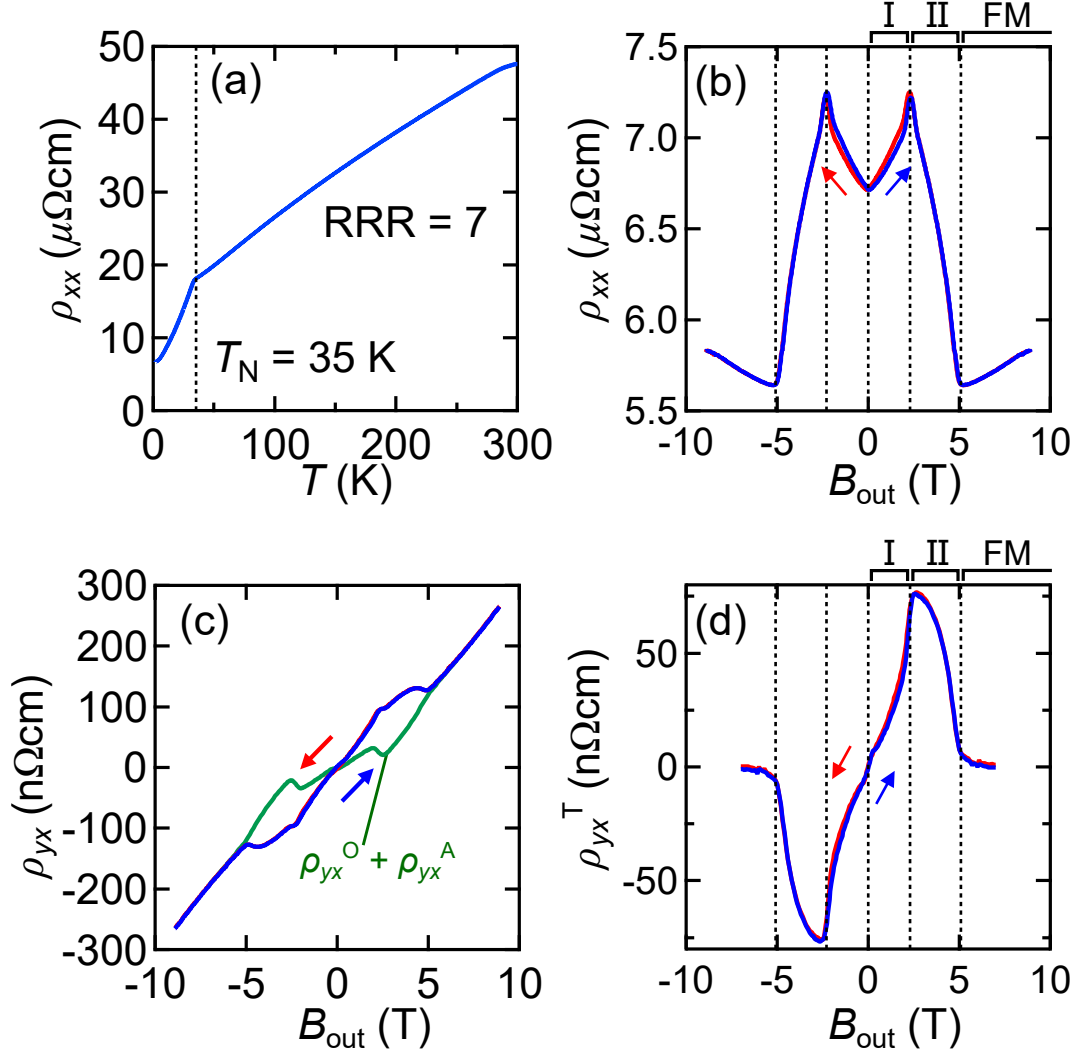 (a)
50
40
30
20
10
0
ρxx (μΩcm)
RRR = 7
TN = 35 K
0 100 200 300
T (K)
I II FM
(b)
7.5
7.0
6.5
6.0
5.5
ρxx (μΩcm)
-10 -5 0 5 10
Bout (T)
(c)
300
200
100
0
-100
-200
-300
ρyx (nΩcm)
ρyxO + ρyxA
-10 -5 0 5 10
Bout (T)
I II FM
(d)
50
0
-50
ρyxT (nΩcm)
-10 -5 0 5 10
Bout (T)